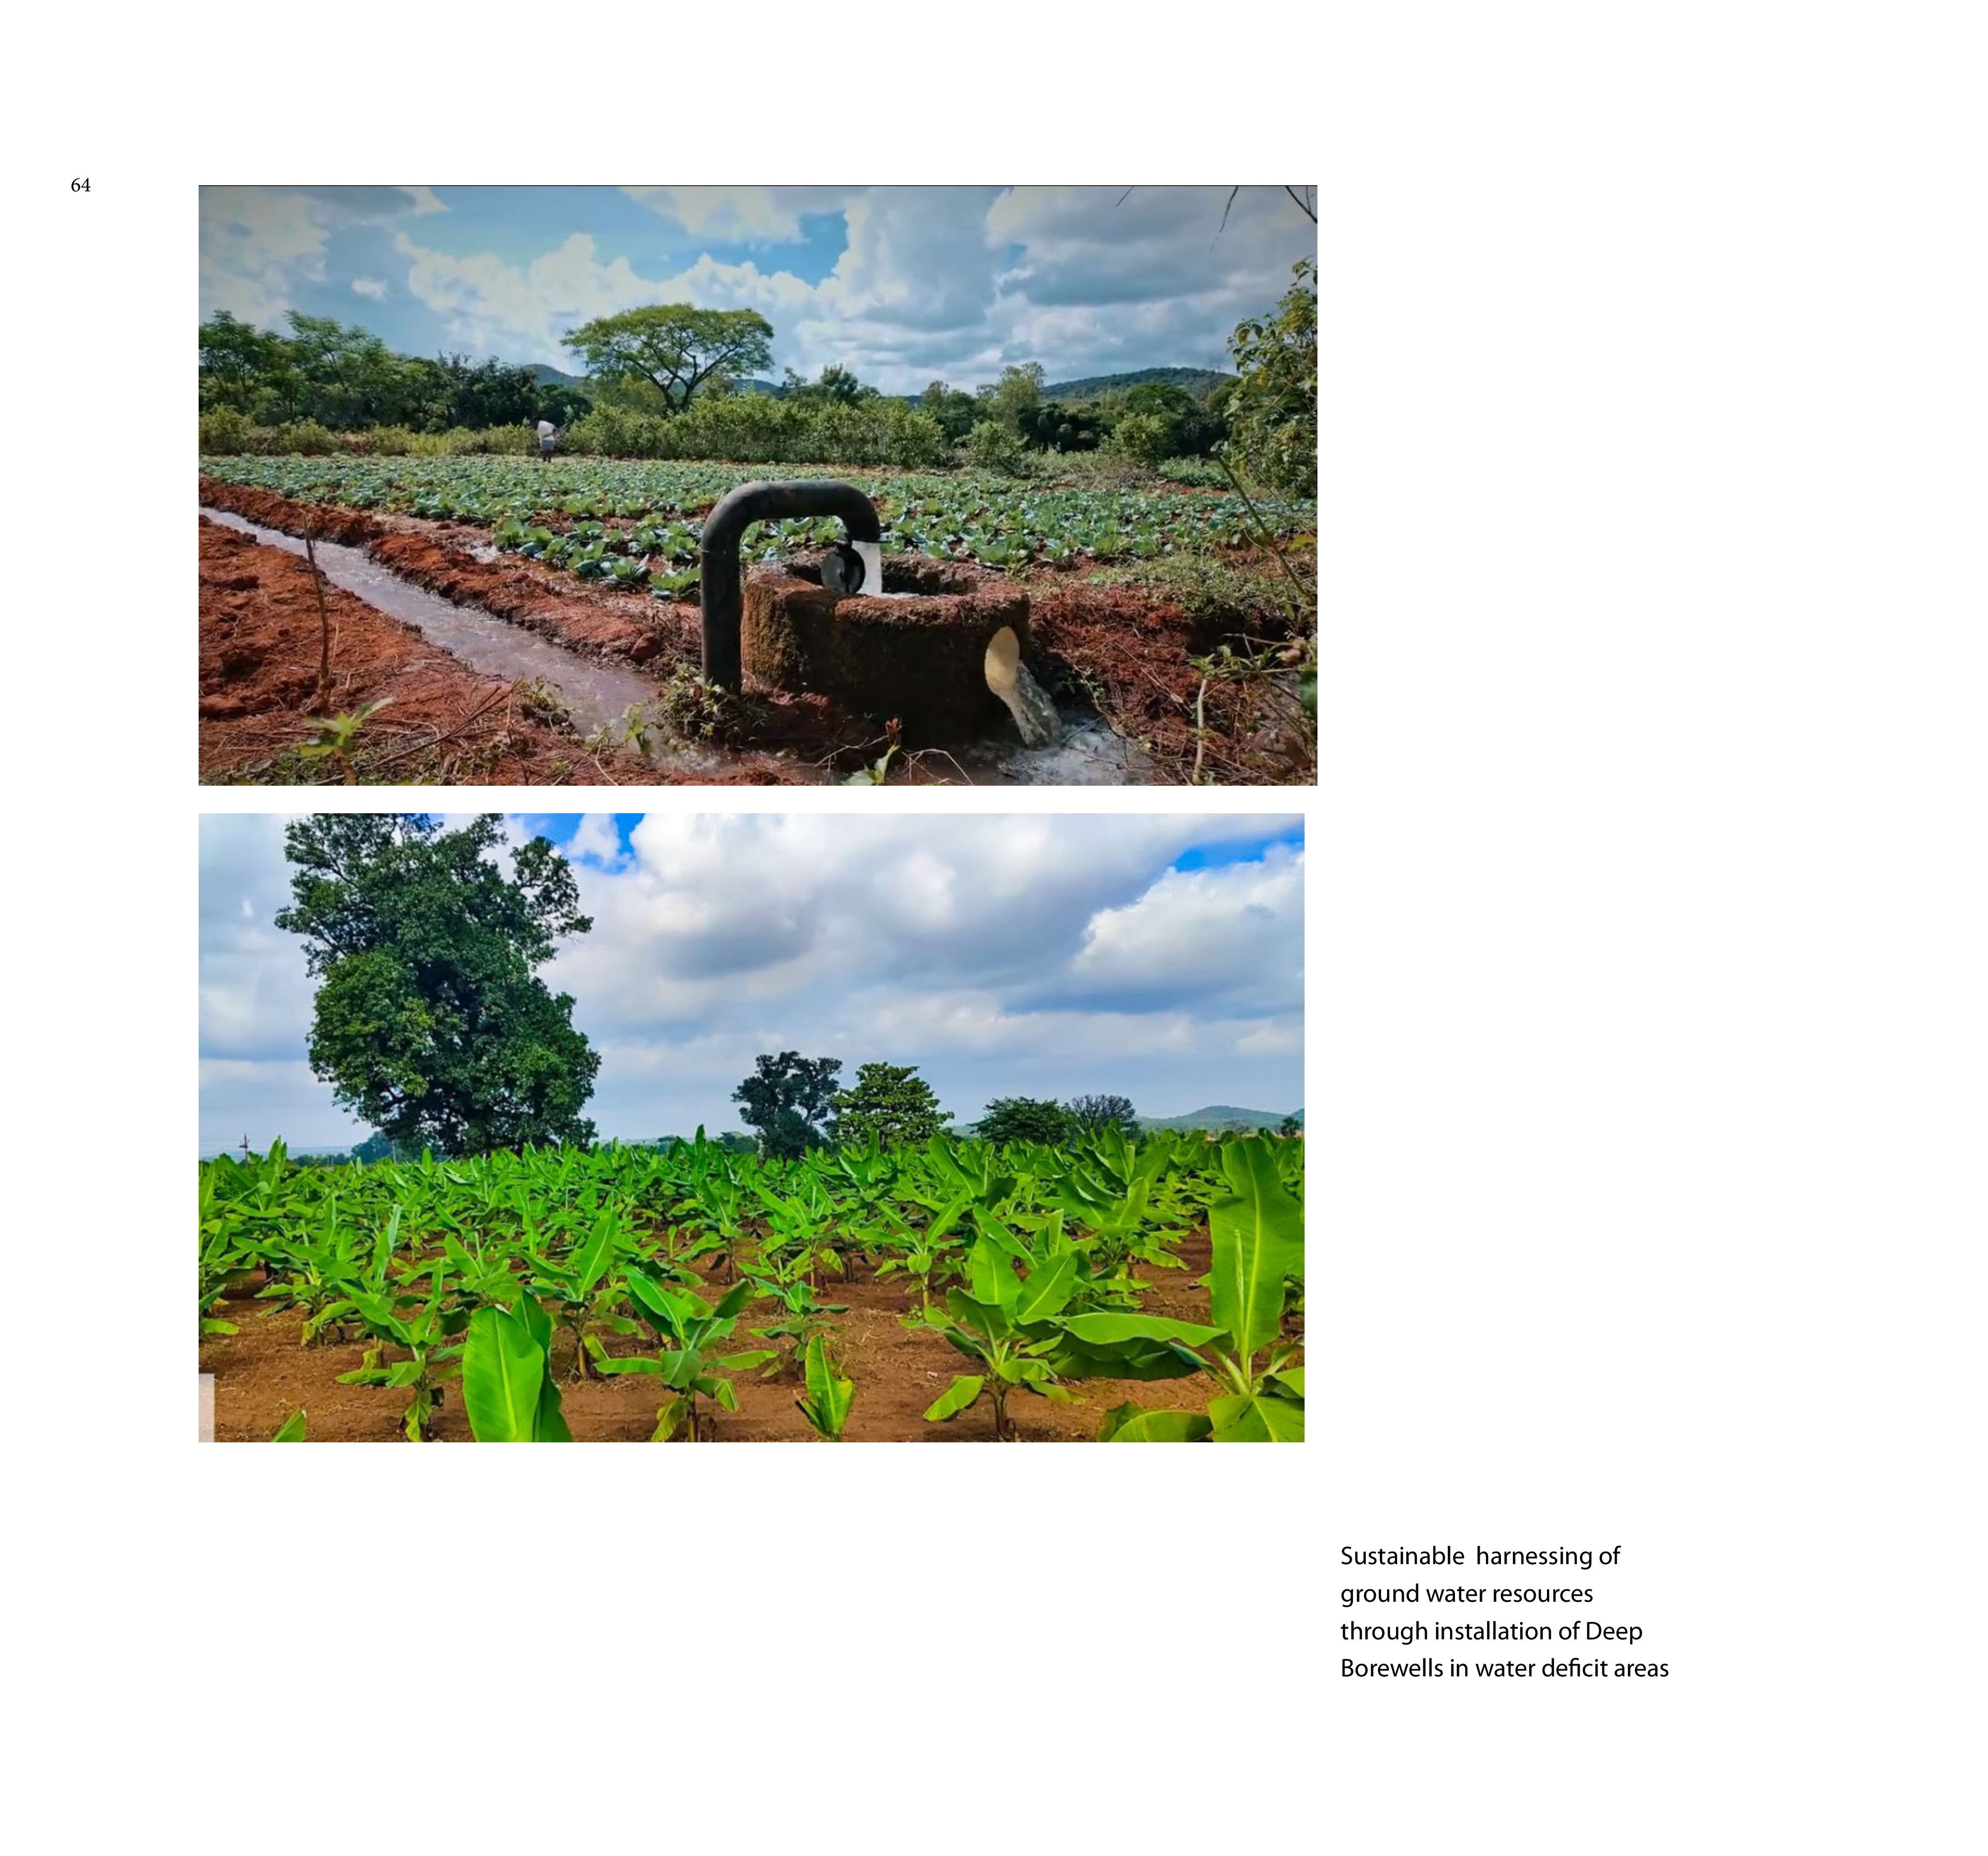 64
Sustainable  harnessing of
ground water resources
through installation of Deep
Borewells in water deficit areas